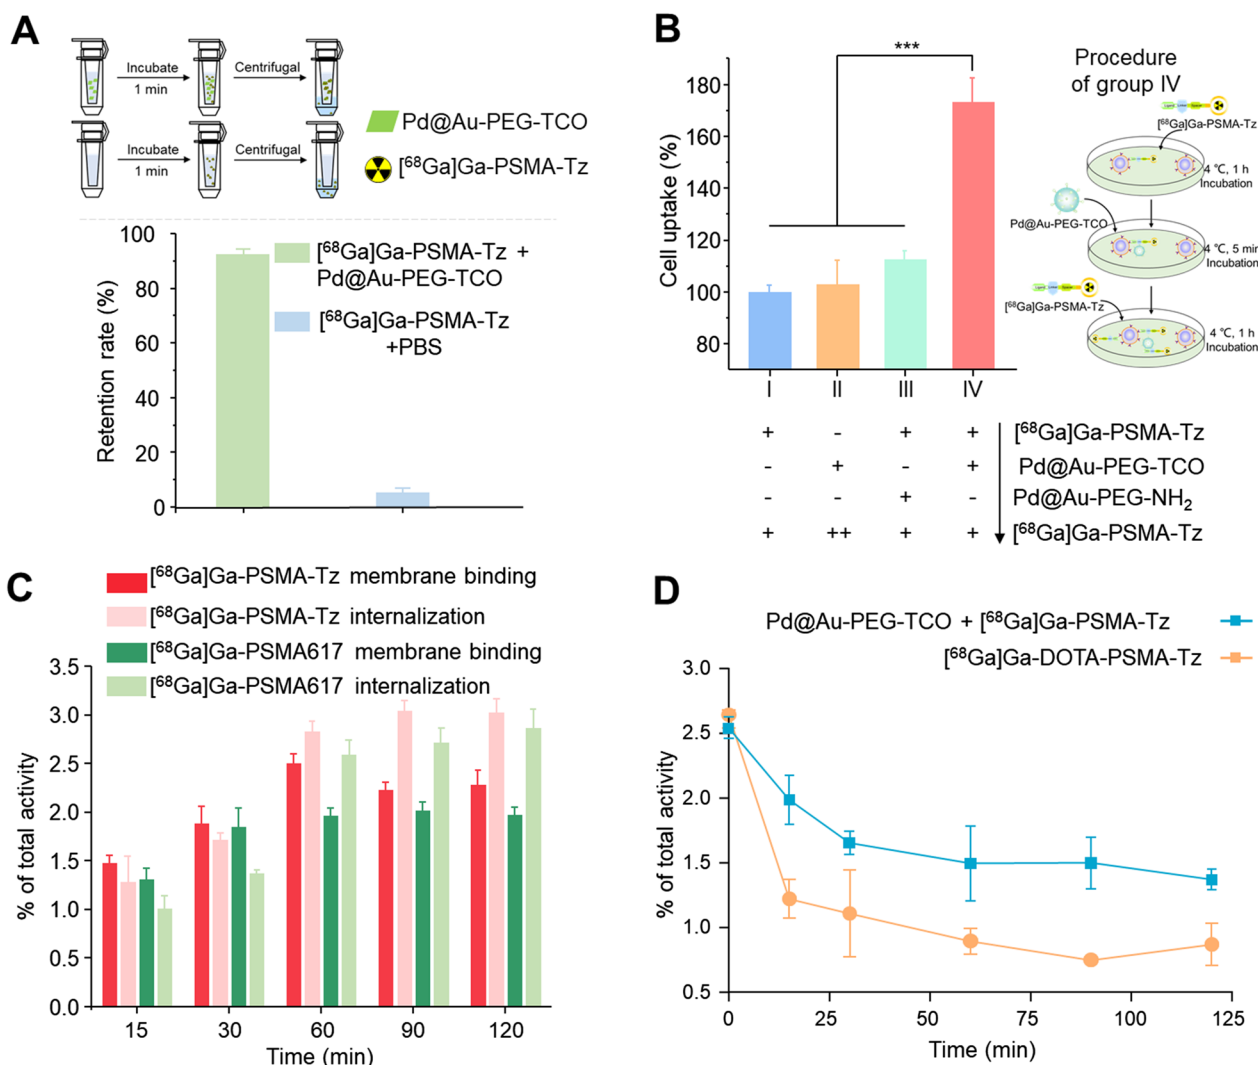 A
Incubate
1 min
Centrifugal
Incubate
1 min
Centrifugal
Pd@Au-PEG-TCO
[⁶⁸Ga]Ga-PSMA-Tz
100
80
60
40
20
0
Retention rate (%)
[⁶⁸Ga]Ga-PSMA-Tz +
Pd@Au-PEG-TCO
[⁶⁸Ga]Ga-PSMA-Tz
+PBS
B
***
180
160
140
120
100
80
Cell uptake (%)
I II III IV
+ - + + [⁶⁸Ga]Ga-PSMA-Tz
- + - + Pd@Au-PEG-TCO
- - + - Pd@Au-PEG-NH₂
+ ++ + + [⁶⁸Ga]Ga-PSMA-Tz
Procedure
of group IV
[⁶⁸Ga]Ga-PSMA-Tz
4 ℃, 1 h
Incubation
Pd@Au-PEG-TCO
4 ℃, 5 min
Incubation
[⁶⁸Ga]Ga-PSMA-Tz
4 ℃, 1 h
Incubation
C
[⁶⁸Ga]Ga-PSMA-Tz membrane binding
[⁶⁸Ga]Ga-PSMA-Tz internalization
[⁶⁸Ga]Ga-PSMA617 membrane binding
[⁶⁸Ga]Ga-PSMA617 internalization
3.5
3.0
2.5
2.0
1.5
1.0
0.5
0.0
% of total activity
15 30 60 90 120
Time (min)
D
Pd@Au-PEG-TCO + [⁶⁸Ga]Ga-PSMA-Tz
[⁶⁸Ga]Ga-DOTA-PSMA-Tz
3.0
2.5
2.0
1.5
1.0
0.5
% of total activity
0 25 50 75 100 125
Time (min)